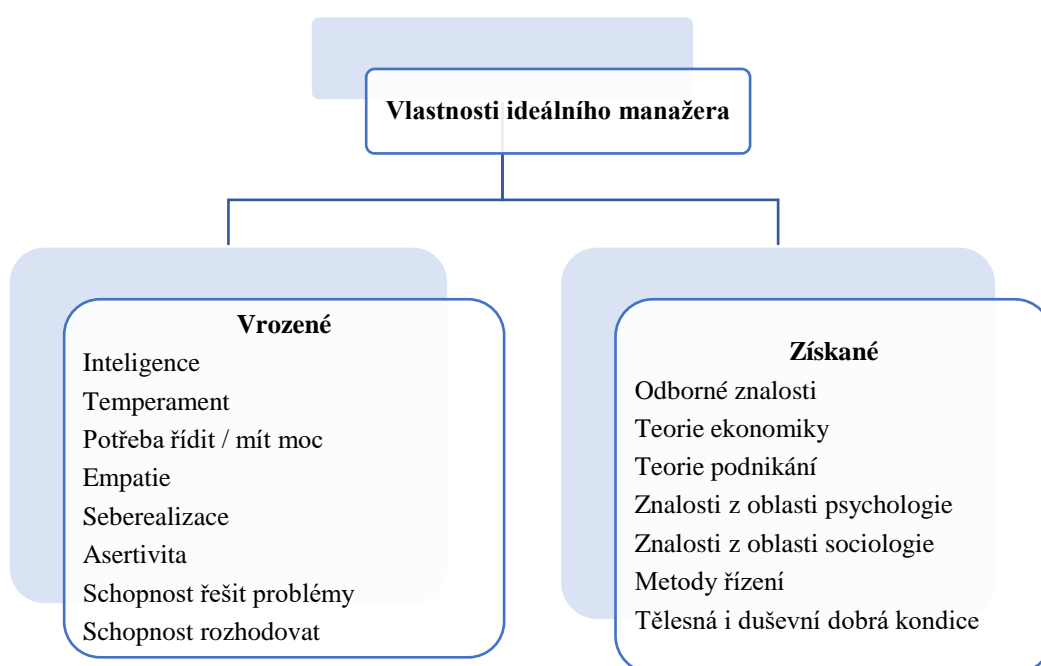 Vlastnosti ideálního manažera
Vrozené
Inteligence
Temperament
Potřeba řídit / mít moc
Empatie
Seberealizace
Asertivita
Schopnost řešit problémy
Schopnost rozhodovat
Získané
Odborné znalosti
Teorie ekonomiky
Teorie podnikání
Znalosti z oblasti psychologie
Znalosti z oblasti sociologie
Metody řízení
Tělesná i duševní dobrá kondice